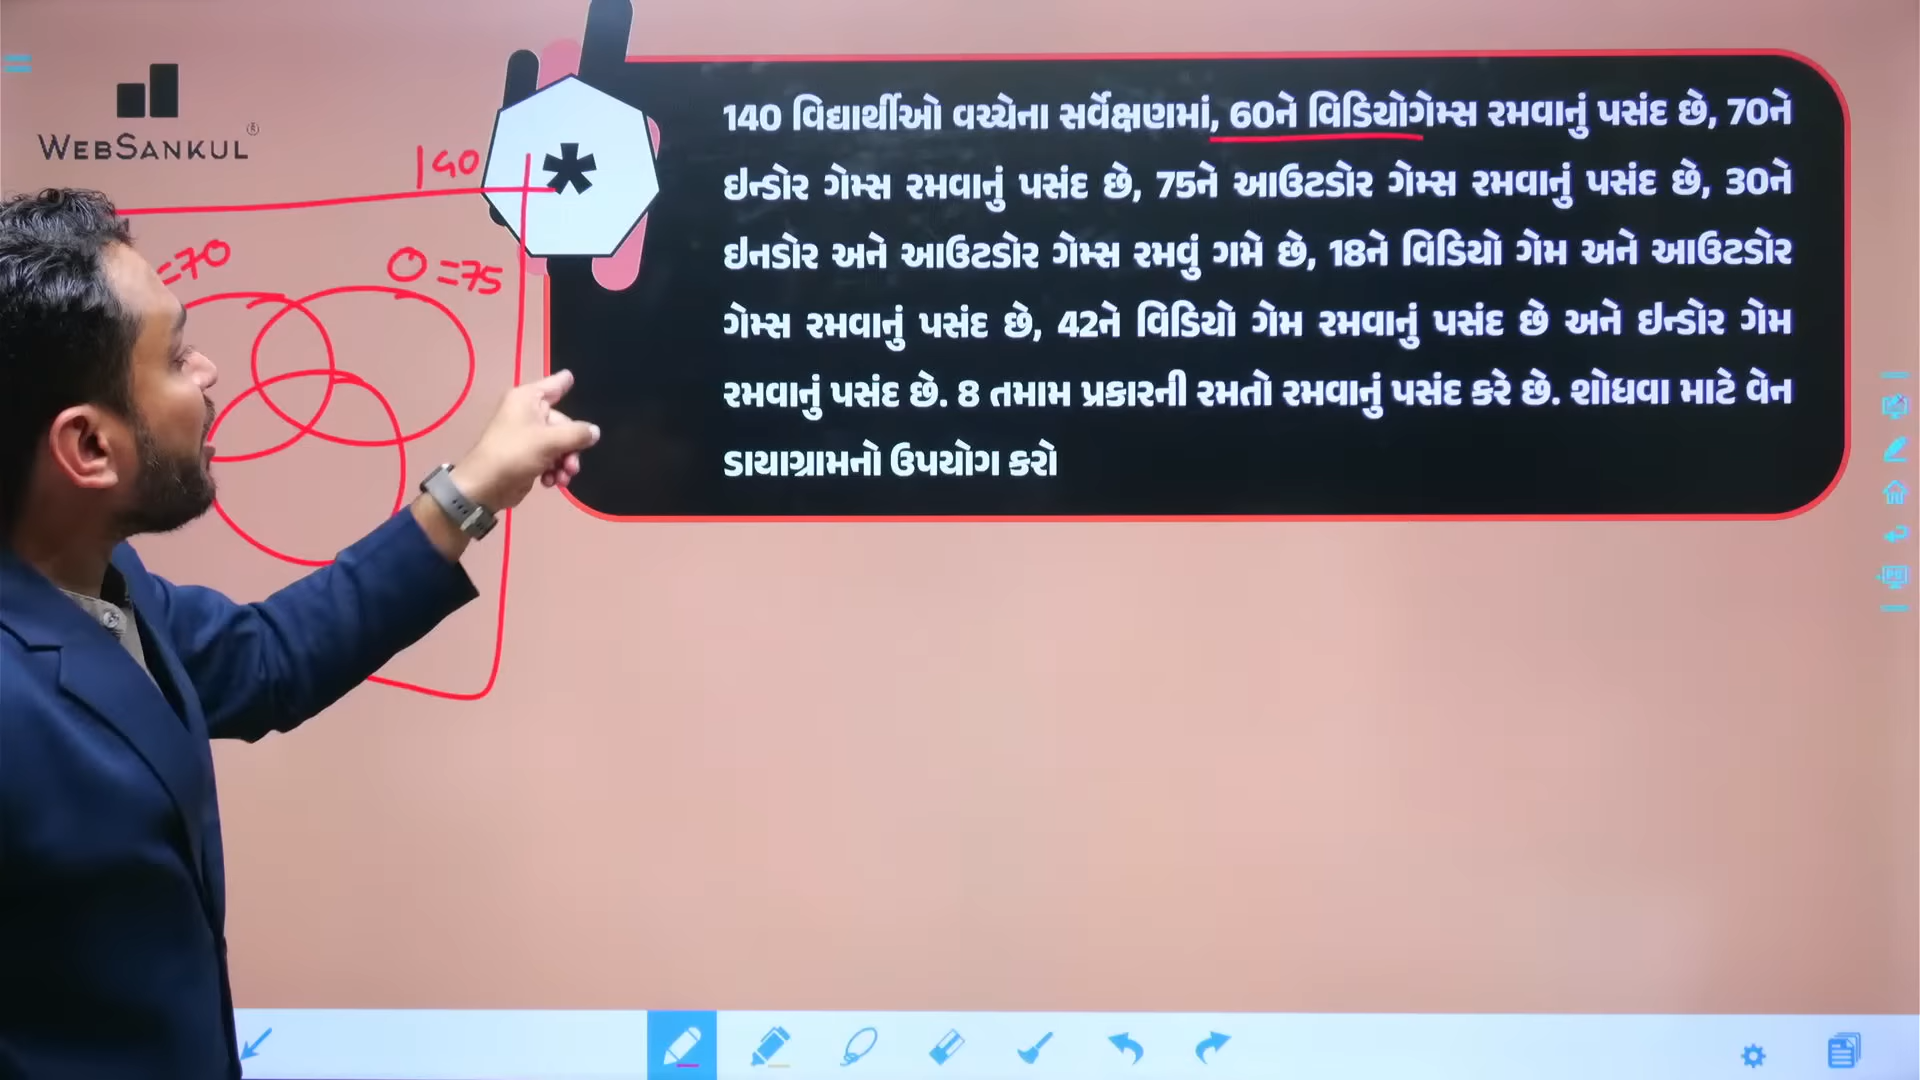 WEBSANKUL®
140
=70
O=75
*
140 વિદ્યાર્થીઓ વચ્ચેના સર્વેક્ષણમાં, 60ને વિડિયોગેમ્સ રમવાનું પસંદ છે, 70ને
ઇન્ડોર ગેમ્સ રમવાનું પસંદ છે, 75ને આઉટડોર ગેમ્સ રમવાનું પસંદ છે, 30ને
ઇનડોર અને આઉટડોર ગેમ્સ રમવું ગમે છે, 18ને વિડિયો ગેમ અને આઉટડોર
ગેમ્સ રમવાનું પસંદ છે, 42ને વિડિયો ગેમ રમવાનું પસંદ છે અને ઇન્ડોર ગેમ
રમવાનું પસંદ છે. 8 તમામ પ્રકારની રમતો રમવાનું પસંદ કરે છે. શોધવા માટે વેન
ડાયાગ્રામનો ઉપયોગ કરો